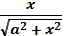 x
√a² + x²